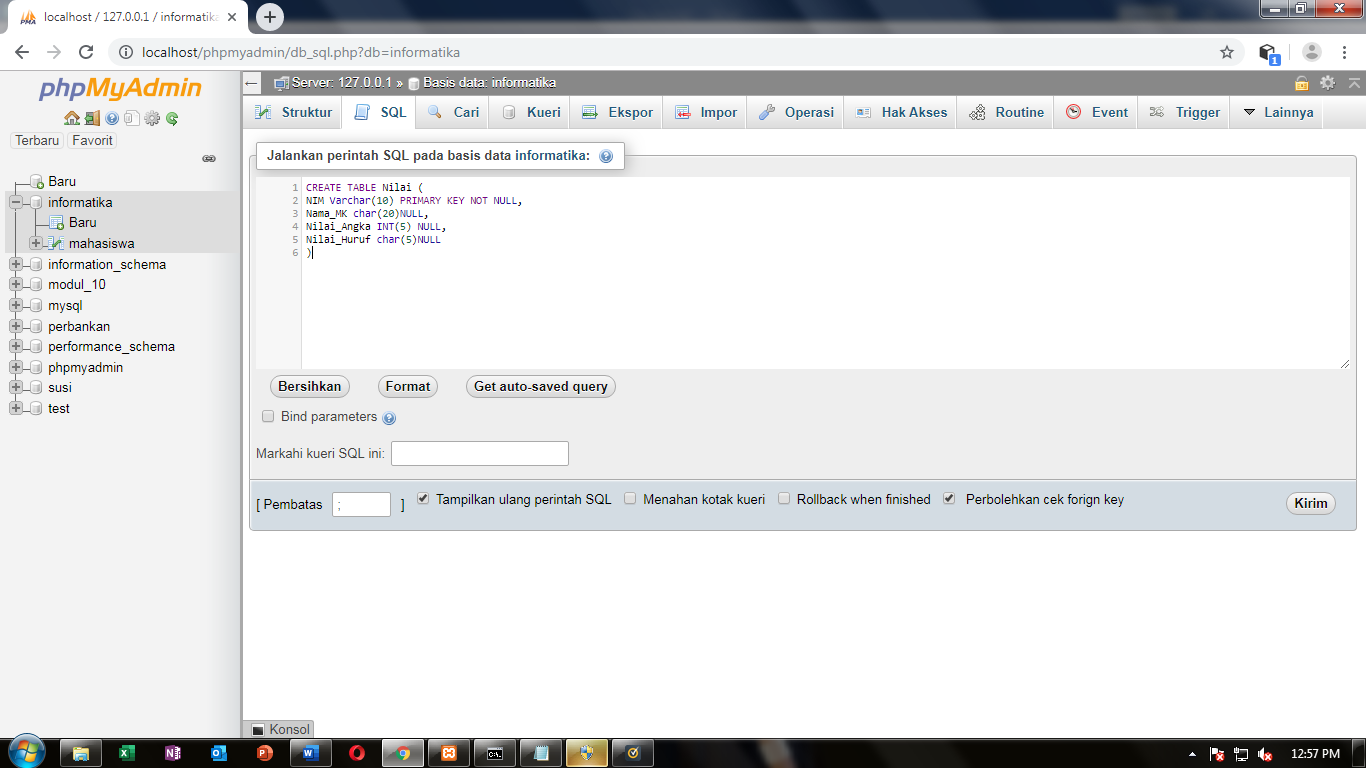 localhost / 127.0.0.1 / informatika
localhost/phpmyadmin/db_sql.php?db=informatika
1
phpMyAdmin
Terbaru Favorit
Baru
informatika
Baru
mahasiswa
information_schema
modul_10
mysql
perbankan
performance_schema
phpmyadmin
susi
test
Server: 127.0.0.1 » Basis data: informatika
Struktur SQL Cari Kueri Ekspor Impor Operasi Hak Akses Routine Event Trigger Lainnya
Jalankan perintah SQL pada basis data informatika:
1 CREATE TABLE Nilai (
2 NIM Varchar(10) PRIMARY KEY NOT NULL,
3 Nama_MK char(20)NULL,
4 Nilai_Angka INT(5) NULL,
5 Nilai_Huruf char(5)NULL
6 )
Bersihkan Format Get auto-saved query
Bind parameters
Markahi kueri SQL ini:
[ Pembatas ; ] Tampilkan ulang perintah SQL Menahan kotak kueri Rollback when finished Perbolehkan cek forign key Kirim
Konsol
12:57 PM